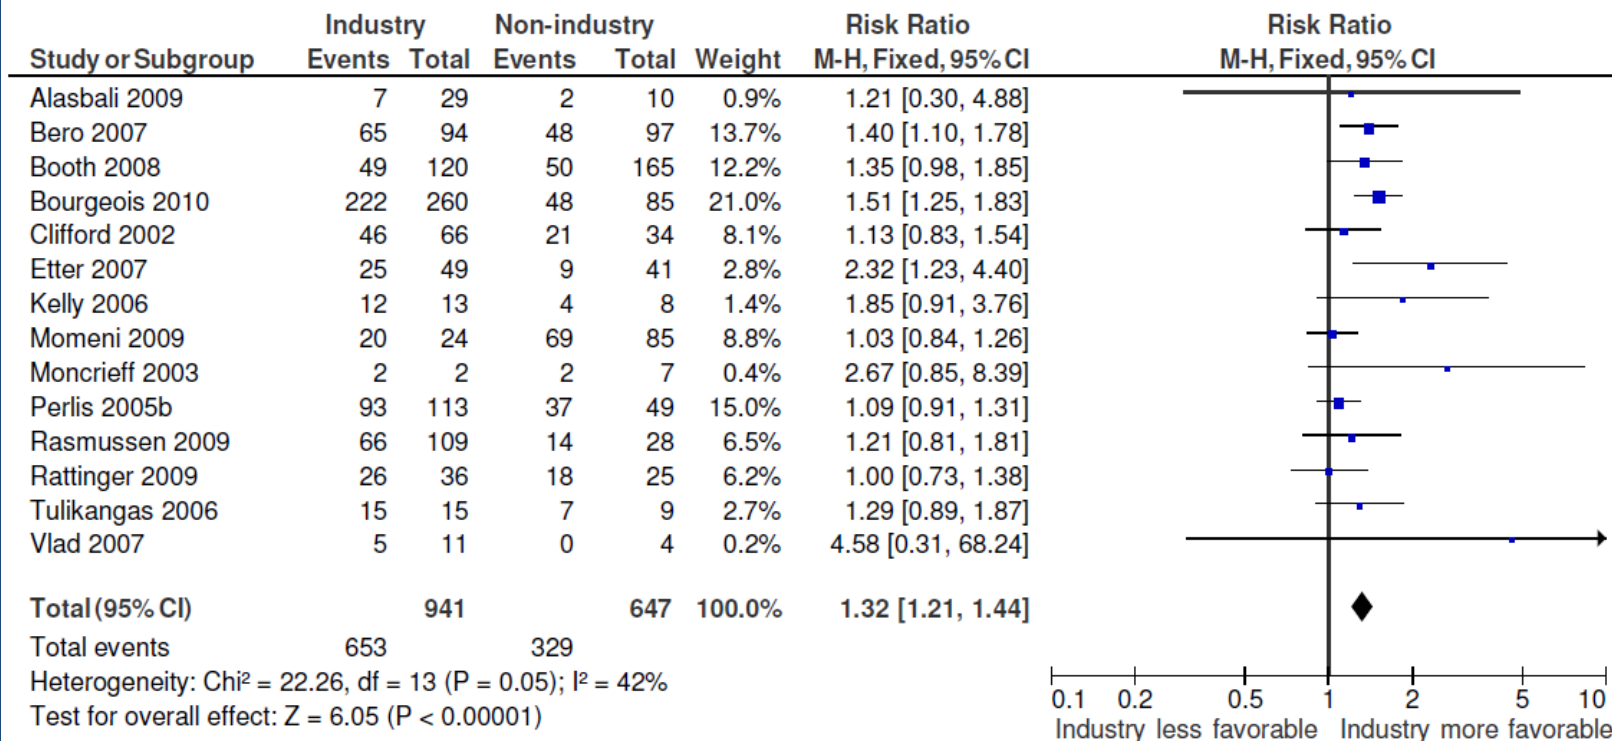 Industry Non-industry Risk Ratio Risk Ratio
Study or Subgroup Events Total Events Total Weight M-H, Fixed, 95% CI M-H, Fixed, 95% CI
Alasbali 2009 7 29 2 10 0.9% 1.21 [0.30, 4.88]
Bero 2007 65 94 48 97 13.7% 1.40 [1.10, 1.78]
Booth 2008 49 120 50 165 12.2% 1.35 [0.98, 1.85]
Bourgeois 2010 222 260 48 85 21.0% 1.51 [1.25, 1.83]
Clifford 2002 46 66 21 34 8.1% 1.13 [0.83, 1.54]
Etter 2007 25 49 9 41 2.8% 2.32 [1.23, 4.40]
Kelly 2006 12 13 4 8 1.4% 1.85 [0.91, 3.76]
Momeni 2009 20 24 69 85 8.8% 1.03 [0.84, 1.26]
Moncrieff 2003 2 2 2 7 0.4% 2.67 [0.85, 8.39]
Perlis 2005b 93 113 37 49 15.0% 1.09 [0.91, 1.31]
Rasmussen 2009 66 109 14 28 6.5% 1.21 [0.81, 1.81]
Rattinger 2009 26 36 18 25 6.2% 1.00 [0.73, 1.38]
Tulikangas 2006 15 15 7 9 2.7% 1.29 [0.89, 1.87]
Vlad 2007 5 11 0 4 0.2% 4.58 [0.31, 68.24]
Total (95% CI) 941 647 100.0% 1.32 [1.21, 1.44]
Total events 653 329
Heterogeneity: Chi² = 22.26, df = 13 (P = 0.05); I² = 42%
Test for overall effect: Z = 6.05 (P < 0.00001)
0.1 0.2 0.5 1 2 5 10
Industry less favorable Industry more favorable